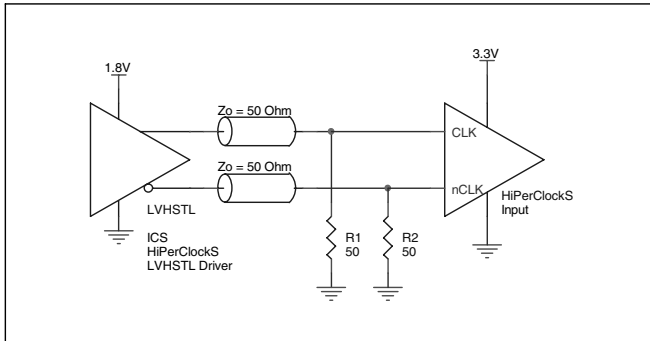 1.8V
3.3V
Zo = 50 Ohm
CLK
Zo = 50 Ohm
nCLK
HiPerClockS
Input
LVHSTL
ICS
HiPerClockS
LVHSTL Driver
R1
50
R2
50